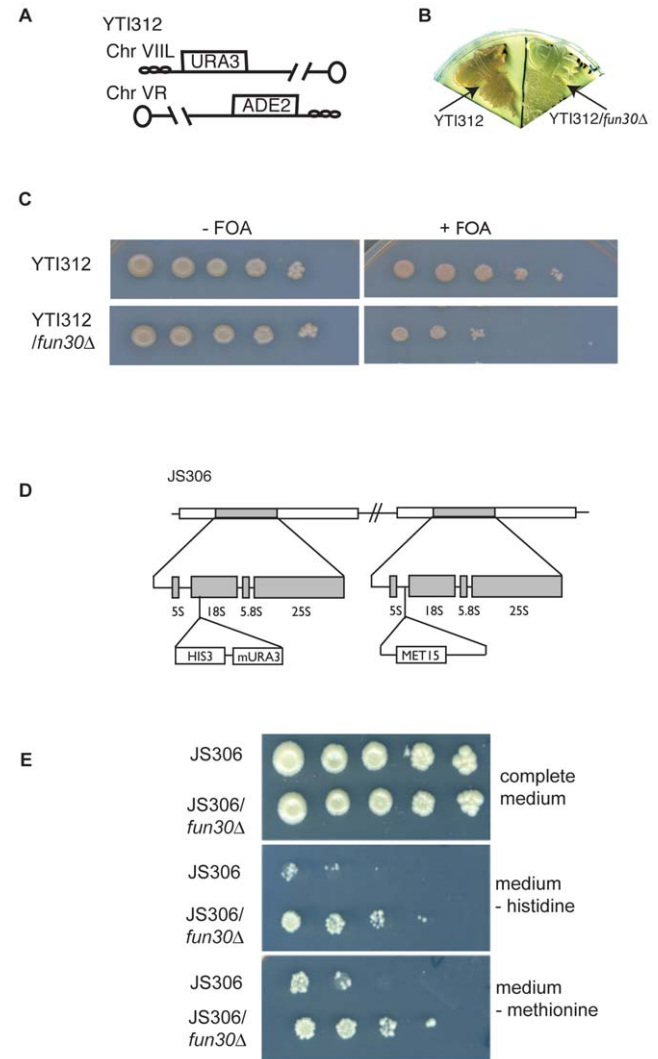 A
YTI312
Chr VIIL
URA3
Chr VR
ADE2
B
YTI312
YTI312/fun30Δ
C
- FOA
+ FOA
YTI312
YTI312
/fun30Δ
D
JS306
5S 18S 5.8S 25S
HIS3 mURA3
5S 18S 5.8S 25S
MET15
E
JS306
JS306/
fun30Δ
complete
medium
JS306
JS306/
fun30Δ
medium
- histidine
JS306
JS306/
fun30Δ
medium
- methionine